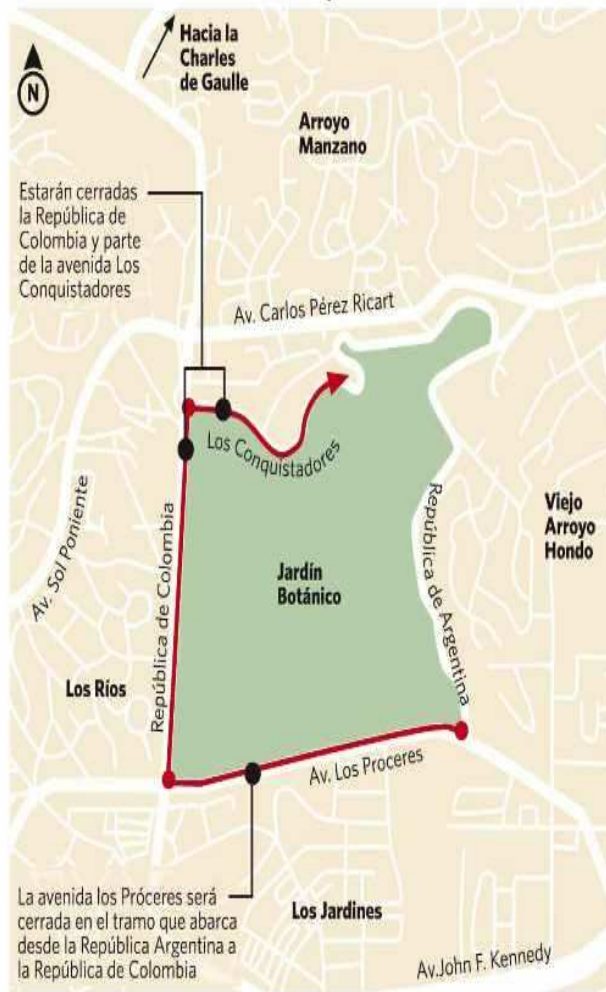 Hacia la
Charles
de Gaulle
N
Arroyo
Manzano
Estarán cerradas
la República de
Colombia y parte
de la avenida Los
Conquistadores
Av. Carlos Pérez Ricart
Los Conquistadores
Av. Sol Poniente
República de Colombia
República de Argentina
Viejo
Arroyo
Hondo
Jardín
Botánico
Los Ríos
Av. Los Proceres
La avenida los Próceres será
cerrada en el tramo que abarca
desde la República Argentina a
la República de Colombia
Los Jardines
Av.John F. Kennedy